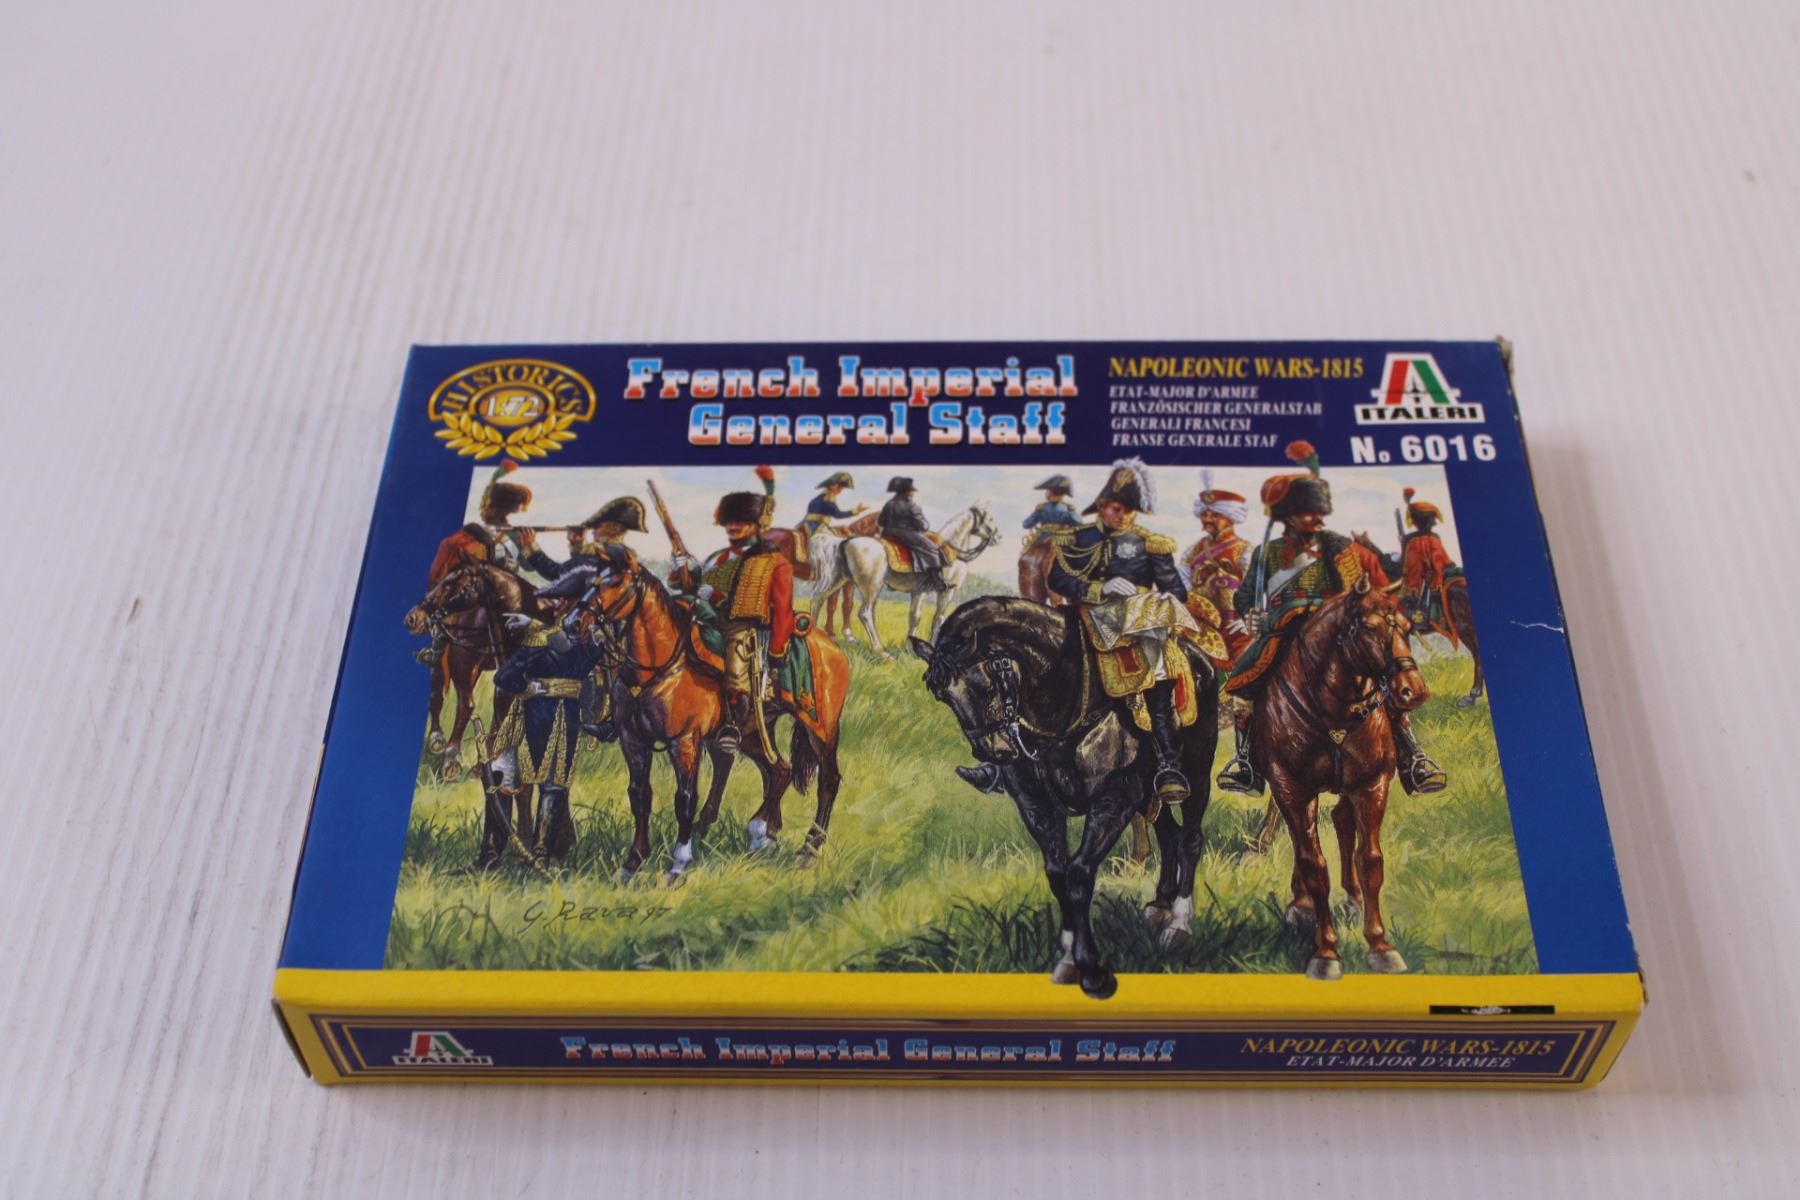 HISTORICS
1:72
French Imperial
General Staff
NAPOLEONIC WARS-1815
ETAT-MAJOR D'ARMEE
FRANZÖSISCHER GENERALSTAB
GENERALI FRANCESI
FRANSE GENERALE STAF
ITALERI
No 6016
G. Rava 97
ITALERI
French Imperial General Staff
NAPOLEONIC WARS-1815
ETAT-MAJOR D'ARMEE